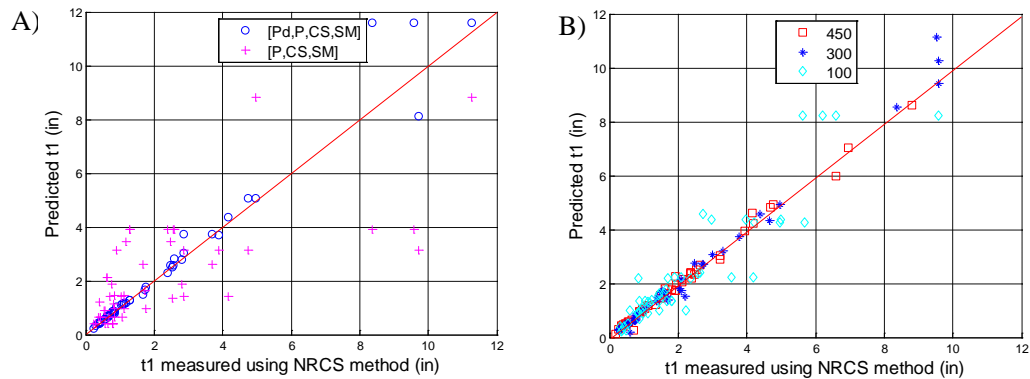 A)
[Pd,P,CS,SM]
[P,CS,SM]
Predicted t1 (in)
12
10
8
6
4
2
0
0 2 4 6 8 10 12
t1 measured using NRCS method (in)
B)
450
300
100
Predicted t1 (in)
12
10
8
6
4
2
0
0 2 4 6 8 10 12
t1 measured using NRCS method (in)